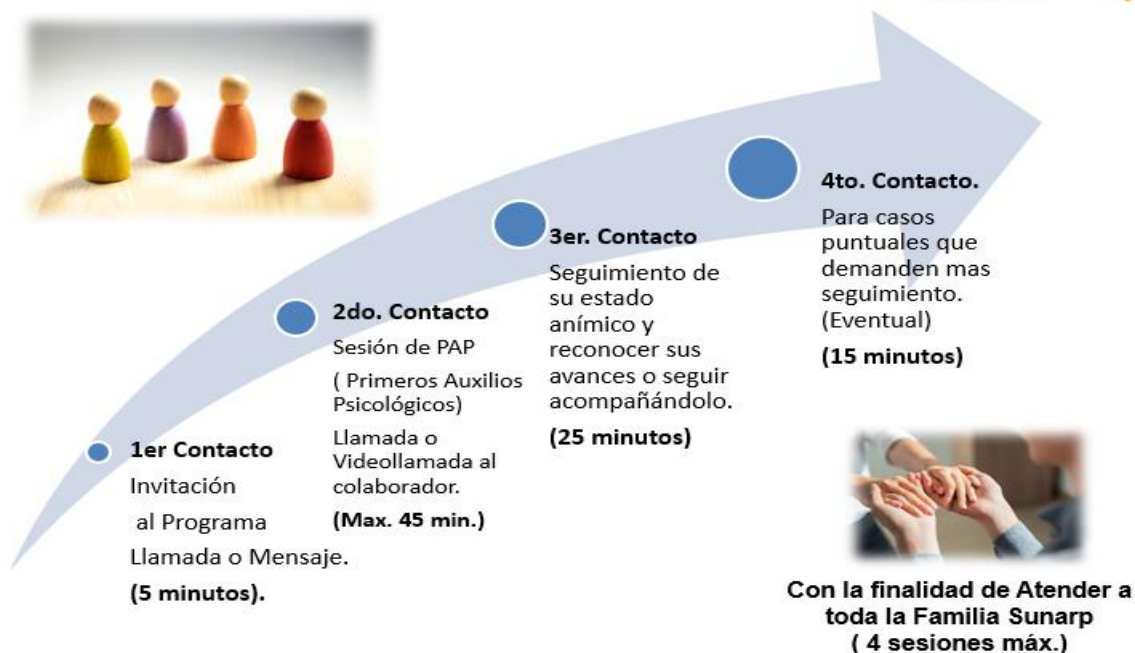 1er Contacto
Invitación
al Programa
Llamada o Mensaje.
(5 minutos).
2do. Contacto
Sesión de PAP
( Primeros Auxilios
Psicológicos)
Llamada o
Videollamada al
colaborador.
(Max. 45 min.)
3er. Contacto
Seguimiento de
su estado
anímico y
reconocer sus
avances o seguir
acompañándolo.
(25 minutos)
4to. Contacto.
Para casos
puntuales que
demanden mas
seguimiento.
(Eventual)
(15 minutos)
Con la finalidad de Atender a
toda la Familia Sunarp
( 4 sesiones máx.)